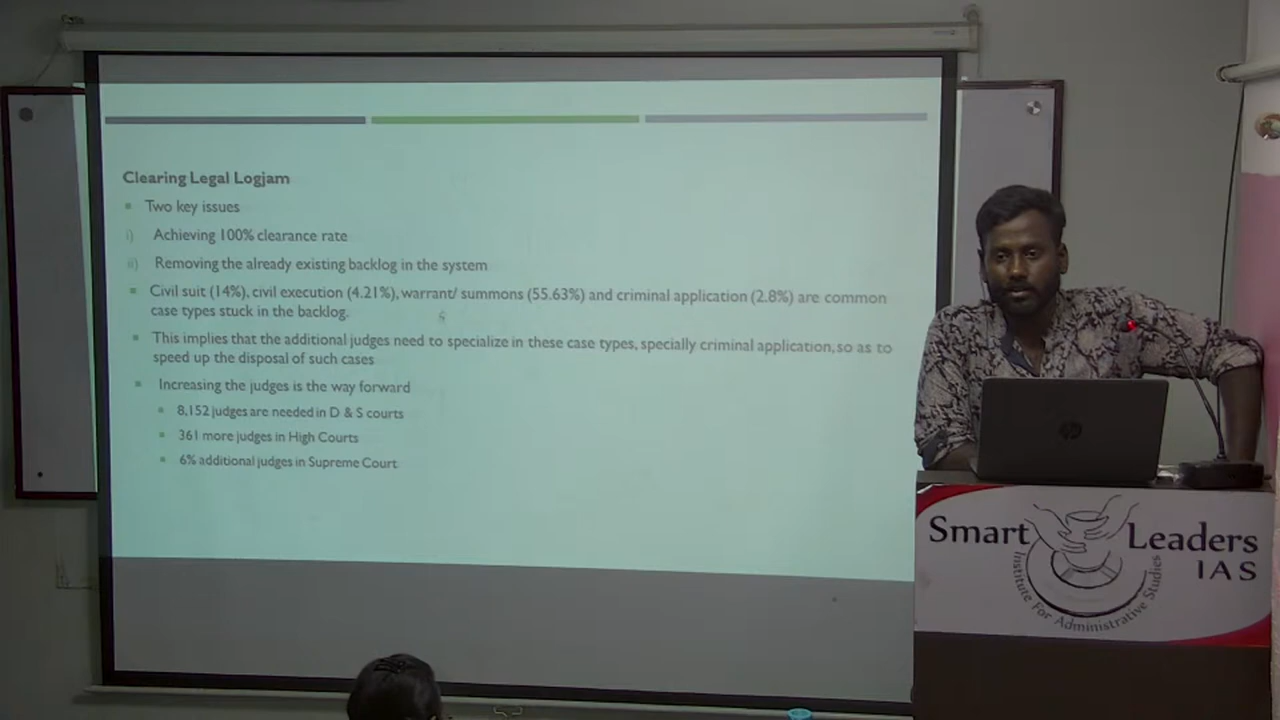 Clearing Legal Logjam
▪ Two key issues
i) Achieving 100% clearance rate
ii) Removing the already existing backlog in the system
▪ Civil suit (14%), civil execution (4.21%), warrant/ summons (55.63%) and criminal application (2.8%) are common
case types stuck in the backlog.
▪ This implies that the additional judges need to specialize in these case types, specially criminal application, so as to
speed up the disposal of such cases
▪ Increasing the judges is the way forward
▪ 8,152 judges are needed in D & S courts
▪ 361 more judges in High Courts
▪ 6% additional judges in Supreme Court
hp
Smart Leaders
IAS
Institute For Administrative Studies